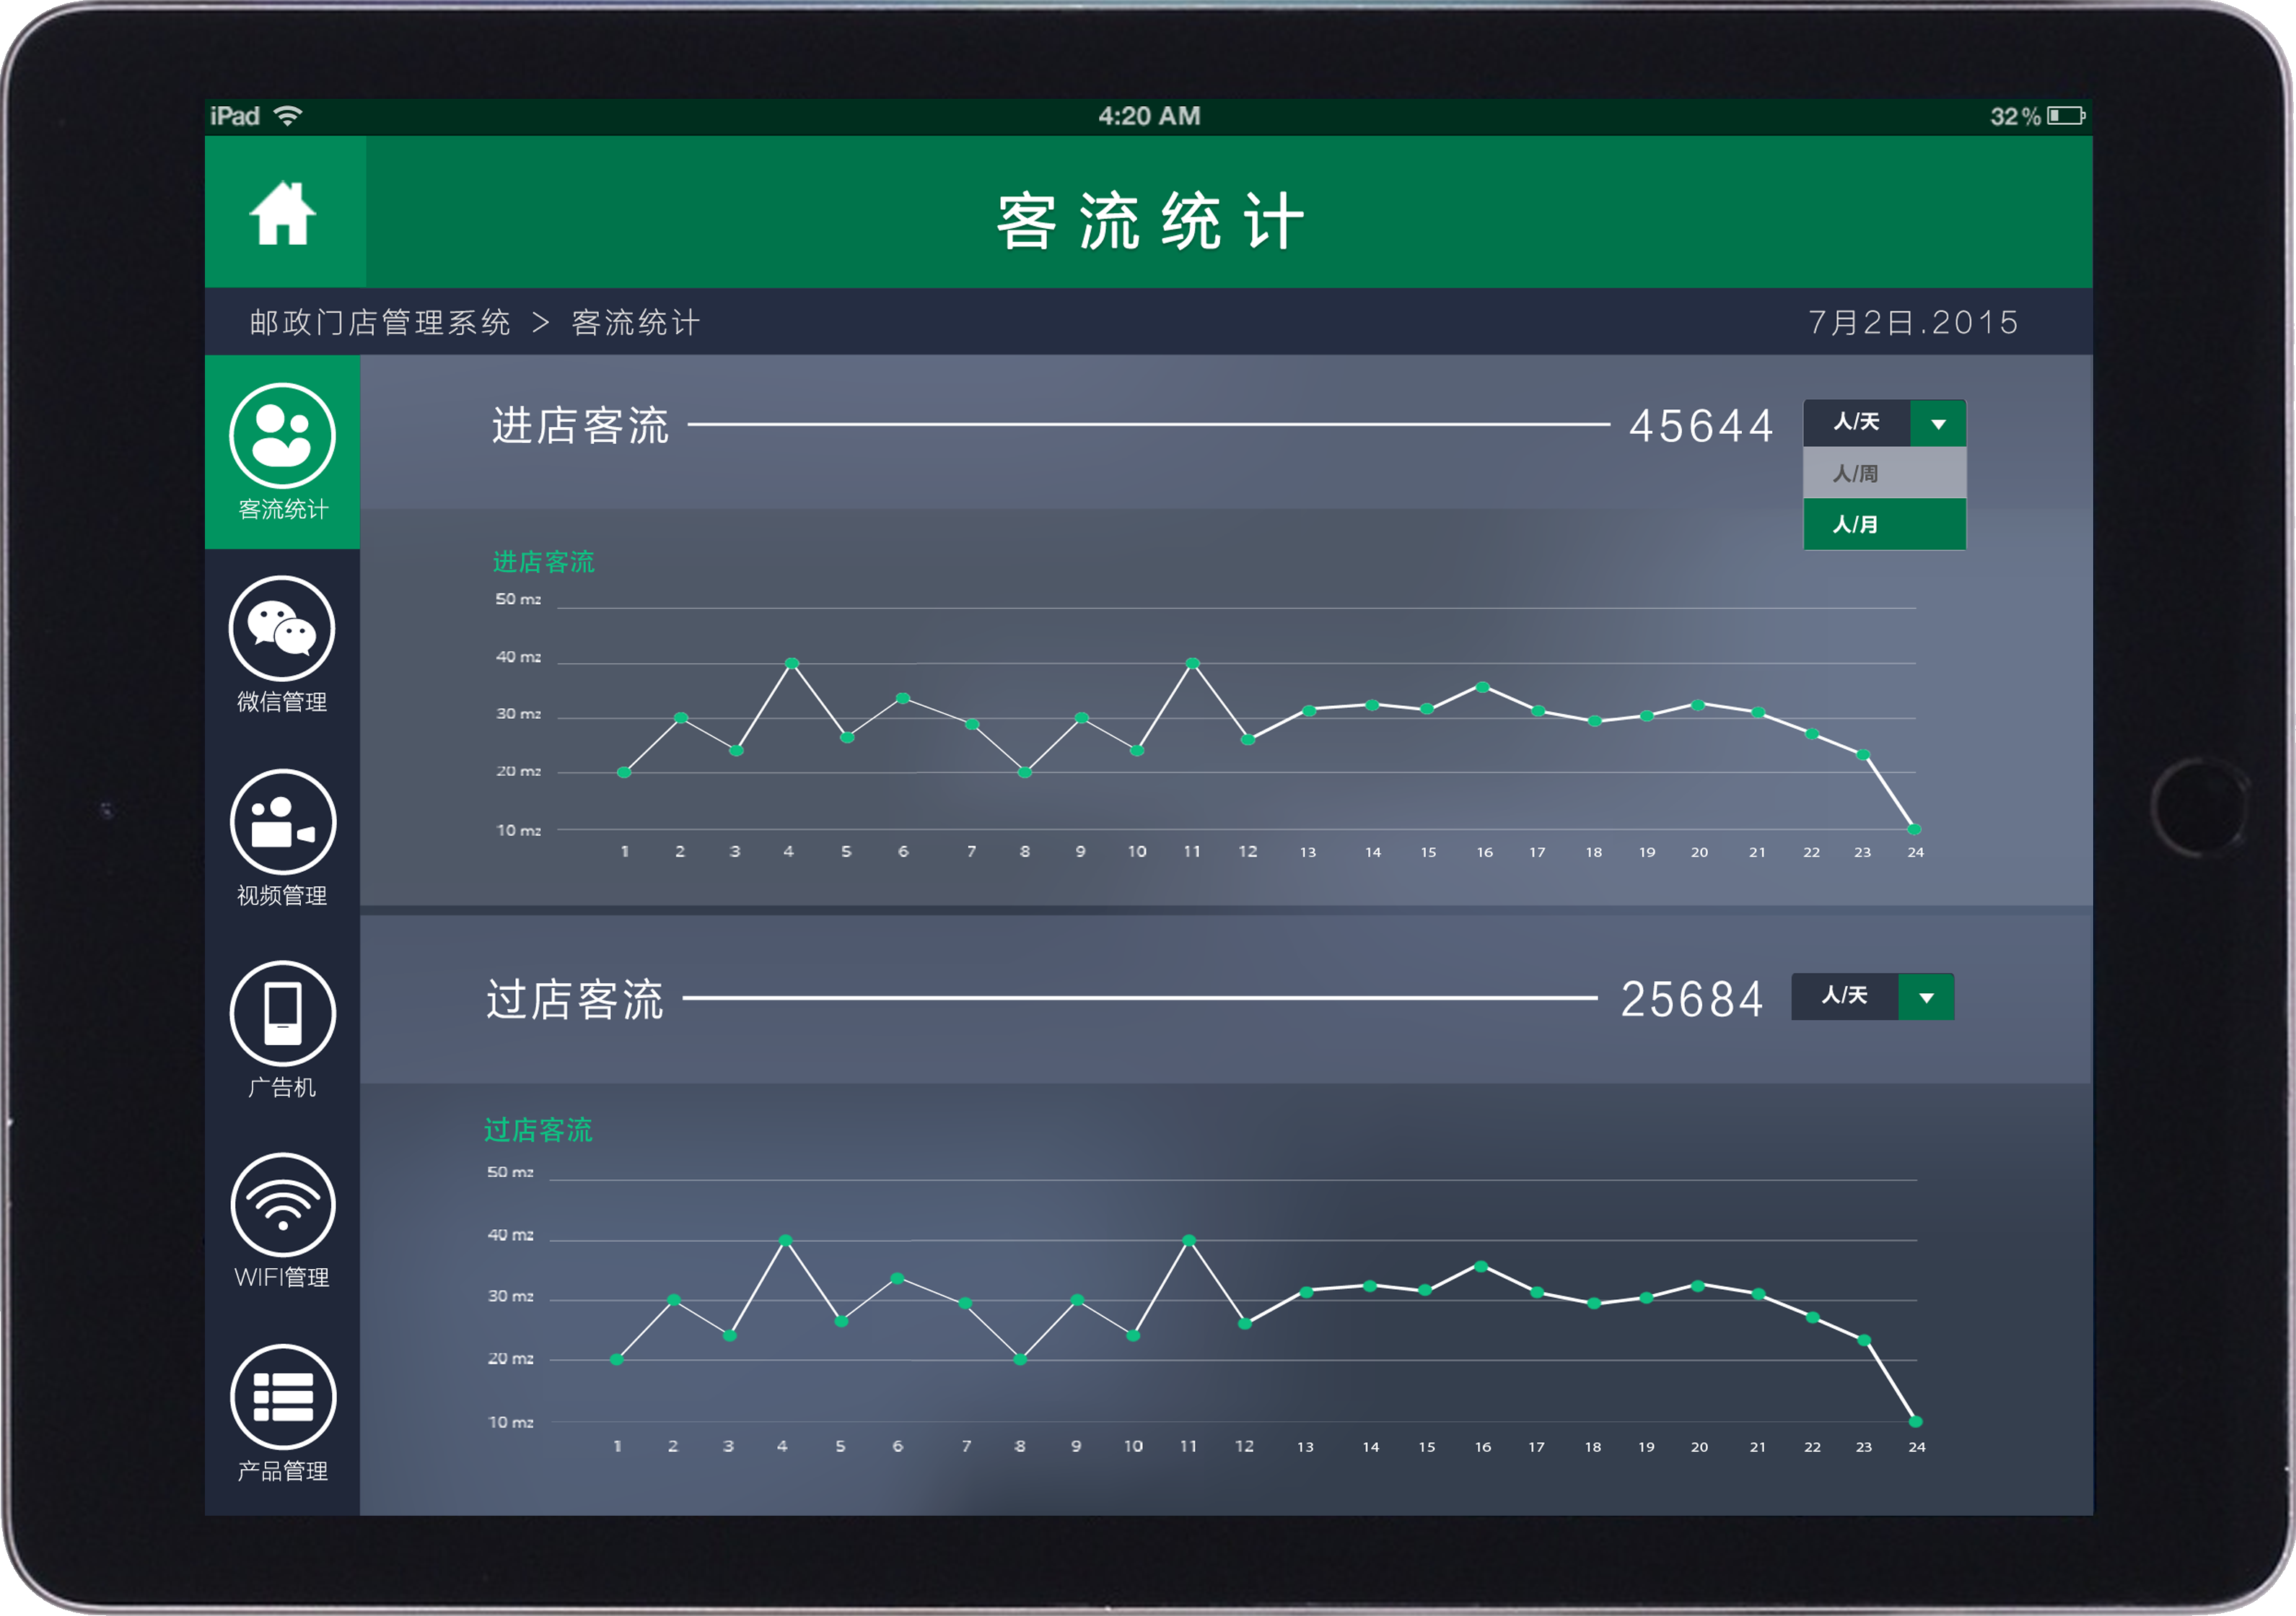 iPad 4:20 AM 32%
客流统计
邮政门店管理系统 > 客流统计 7月2日.2015
客流统计
微信管理
视频管理
广告机
WIFI管理
产品管理
进店客流 45644 人/天
人/周
人/月
进店客流
50 mz
40 mz
30 mz
20 mz
10 mz
1 2 3 4 5 6 7 8 9 10 11 12 13 14 15 16 17 18 19 20 21 22 23 24
过店客流 25684 人/天
过店客流
50 mz
40 mz
30 mz
20 mz
10 mz
1 2 3 4 5 6 7 8 9 10 11 12 13 14 15 16 17 18 19 20 21 22 23 24